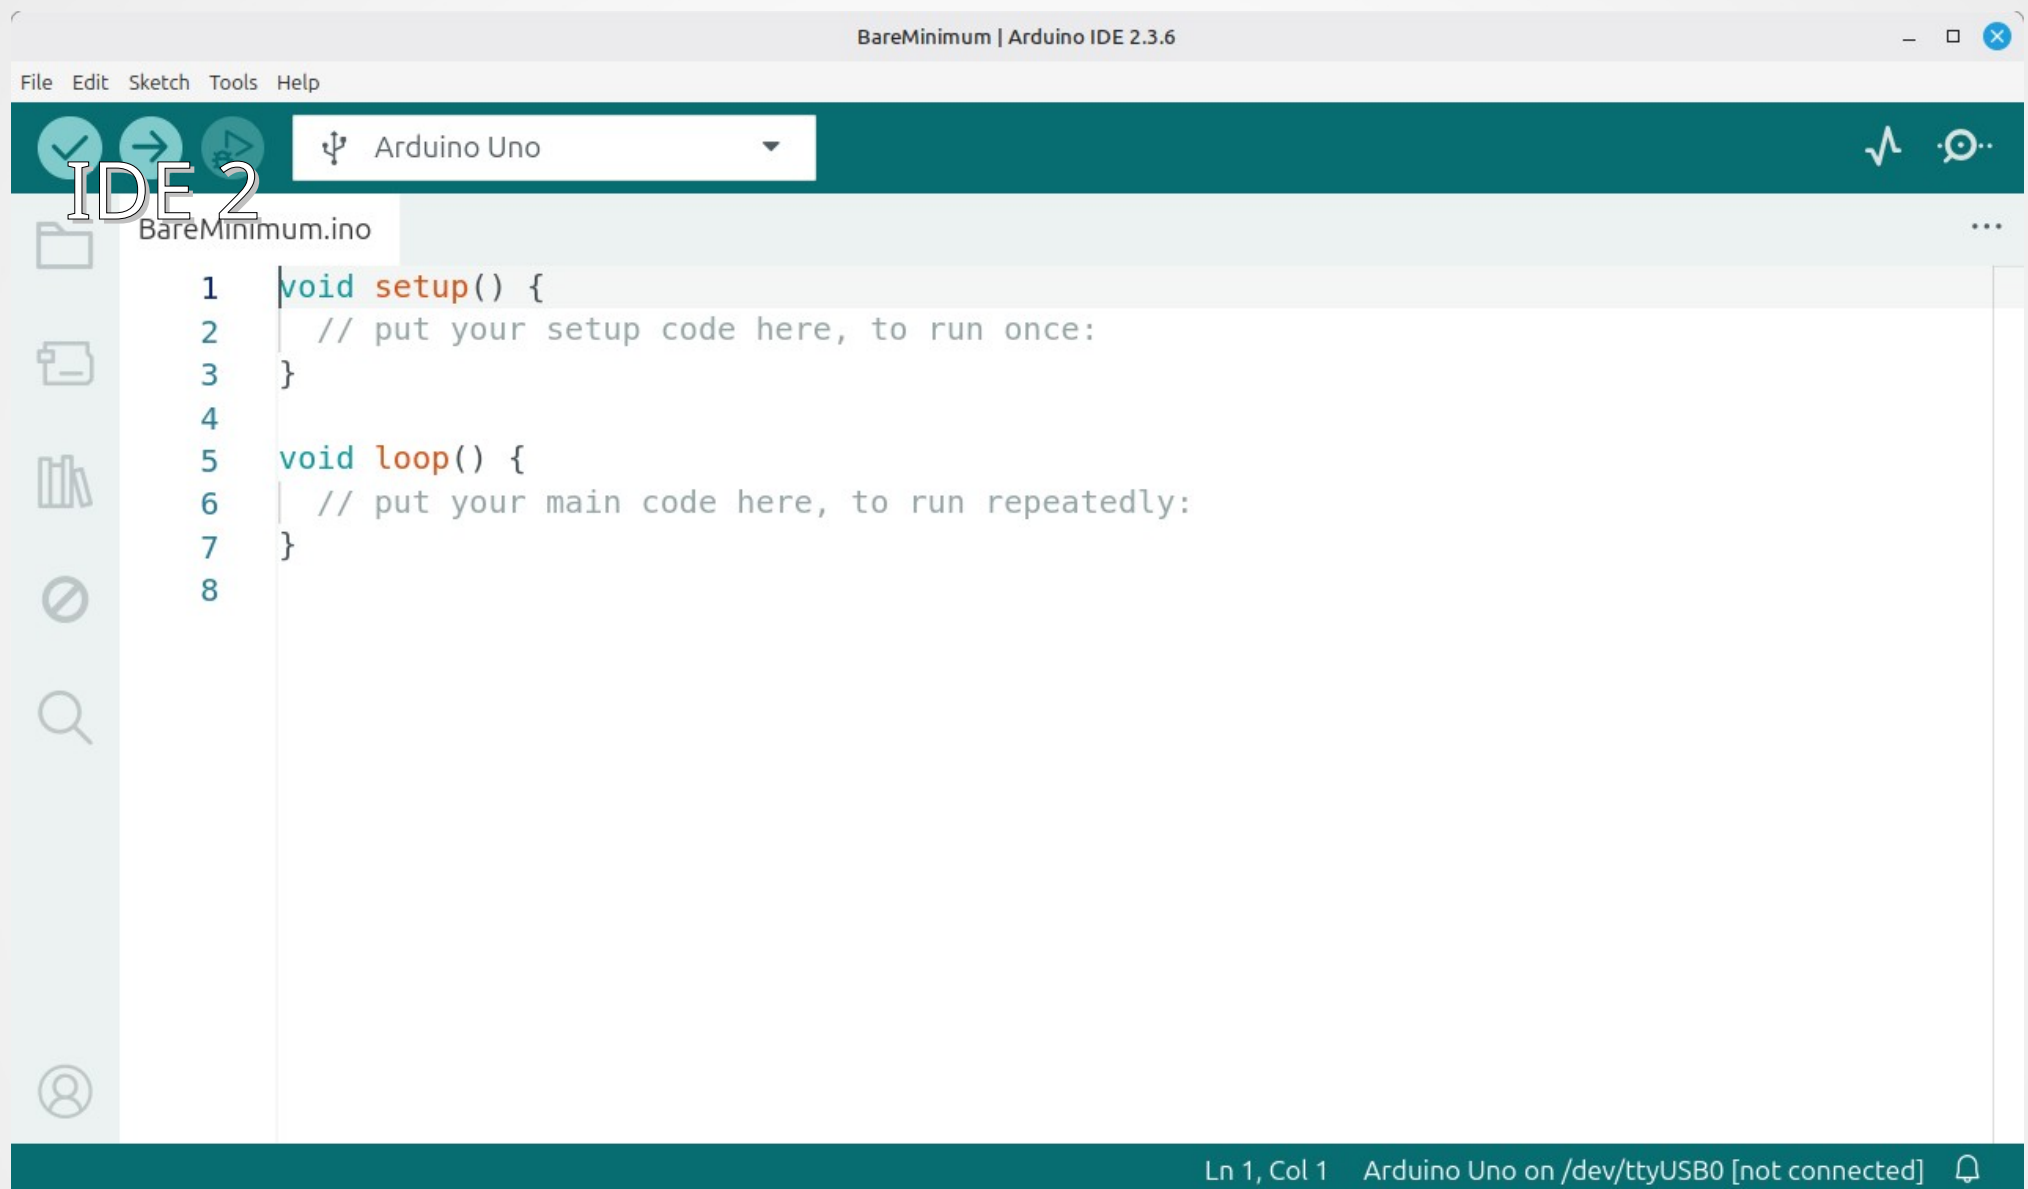 BareMinimum | Arduino IDE 2.3.6
File Edit Sketch Tools Help
Arduino Uno
IDE 2
BareMinimum.ino
1 void setup() {
2 // put your setup code here, to run once:
3 }
4
5 void loop() {
6 // put your main code here, to run repeatedly:
7 }
8
Ln 1, Col 1 Arduino Uno on /dev/ttyUSB0 [not connected]